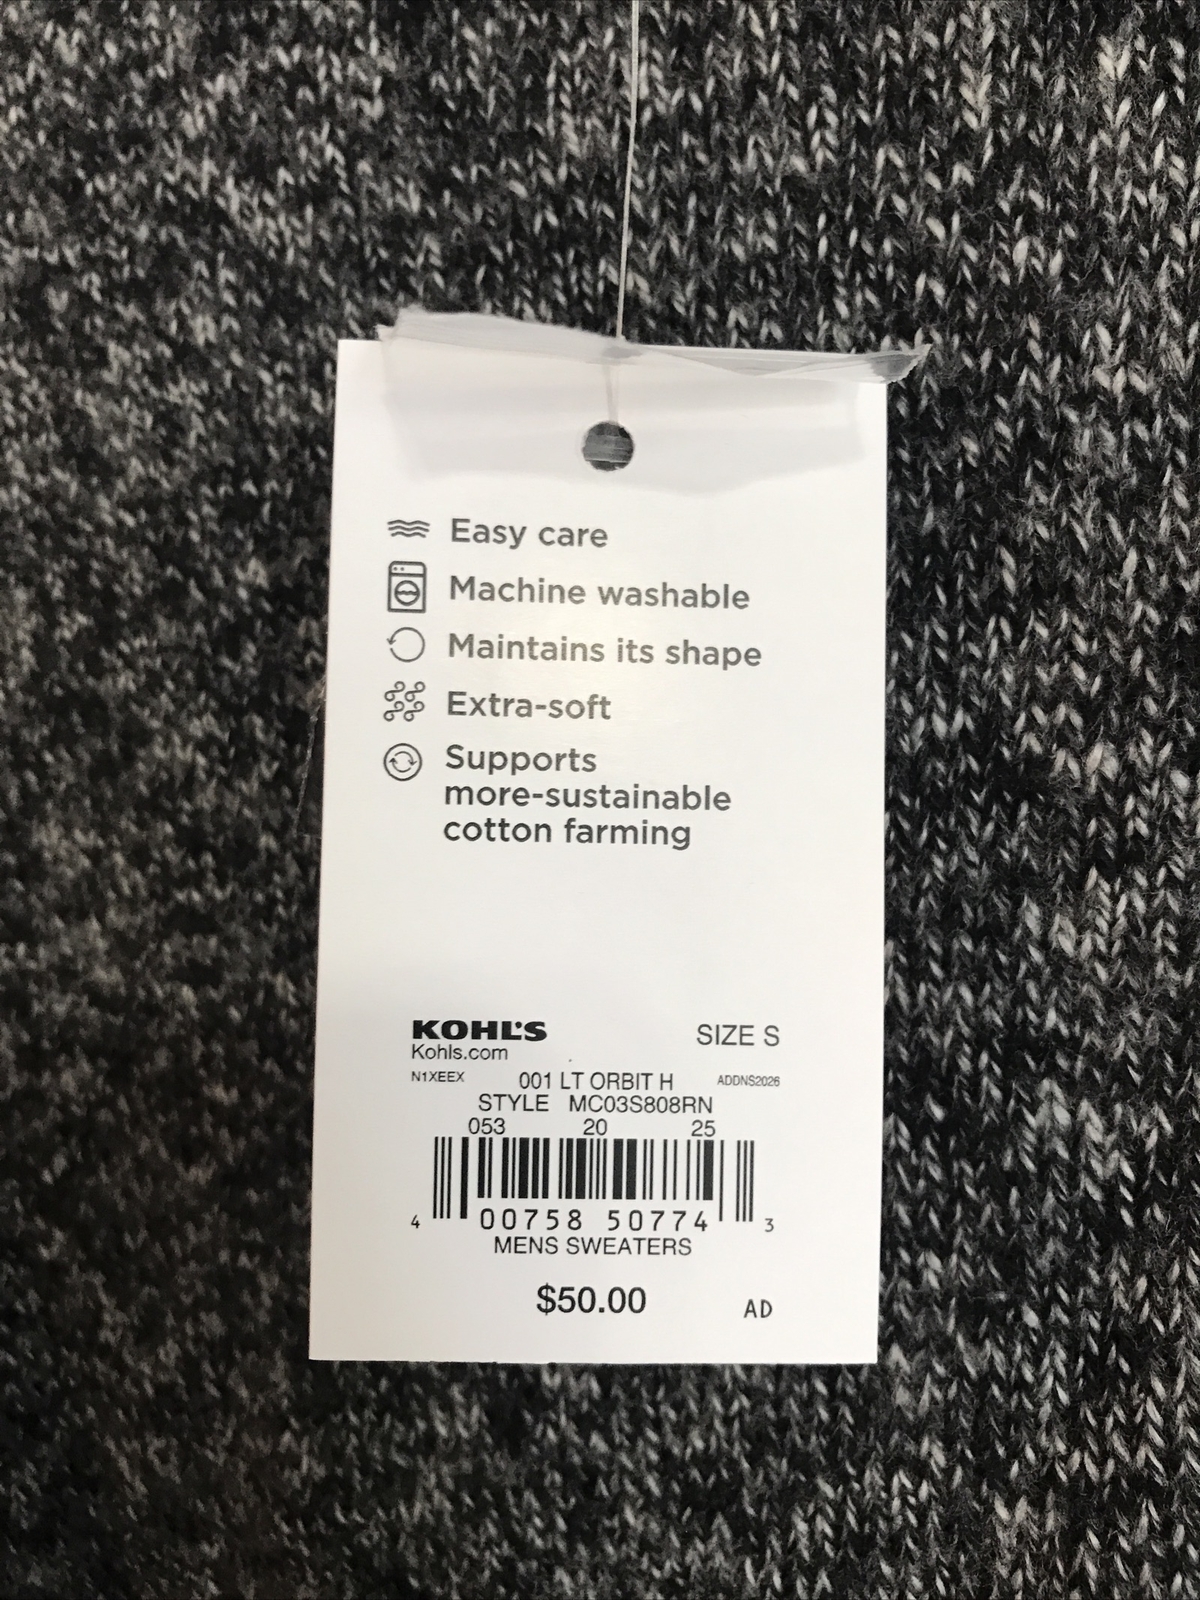 Easy care
Machine washable
Maintains its shape
Extra-soft
Supports
more-sustainable
cotton farming
KOHL'S SIZE S
Kohls.com
N1XEEX 001 LT ORBIT H ADDNS2026
STYLE MC03S808RN
053 20 25
4 00758 50774 3
MENS SWEATERS
$50.00 AD